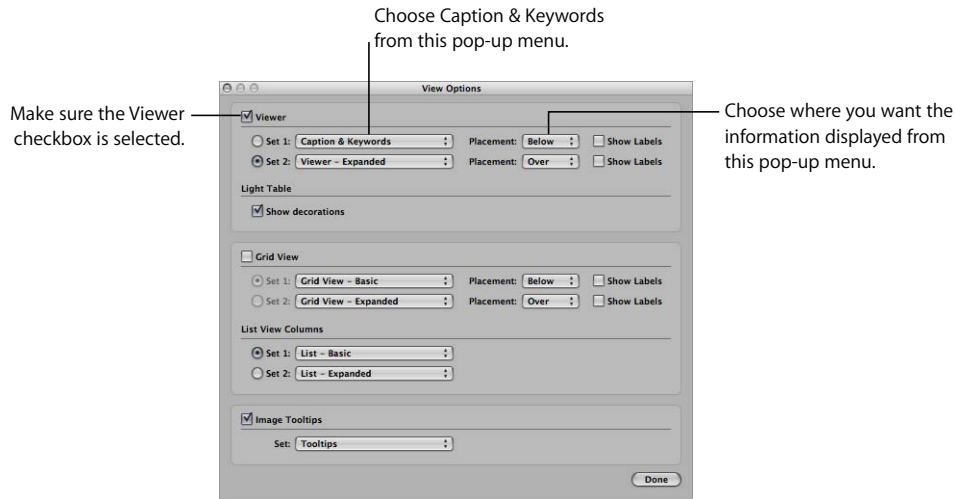 Choose Caption & Keywords
from this pop-up menu.
View Options
Make sure the Viewer
checkbox is selected.
Choose where you want the
information displayed from
this pop-up menu.
Viewer
Set 1: Caption & Keywords Placement: Below Show Labels
Set 2: Viewer – Expanded Placement: Over Show Labels
Light Table
Show decorations
Grid View
Set 1: Grid View – Basic Placement: Below Show Labels
Set 2: Grid View – Expanded Placement: Over Show Labels
List View Columns
Set 1: List – Basic
Set 2: List – Expanded
Image Tooltips
Set: Tooltips
Done